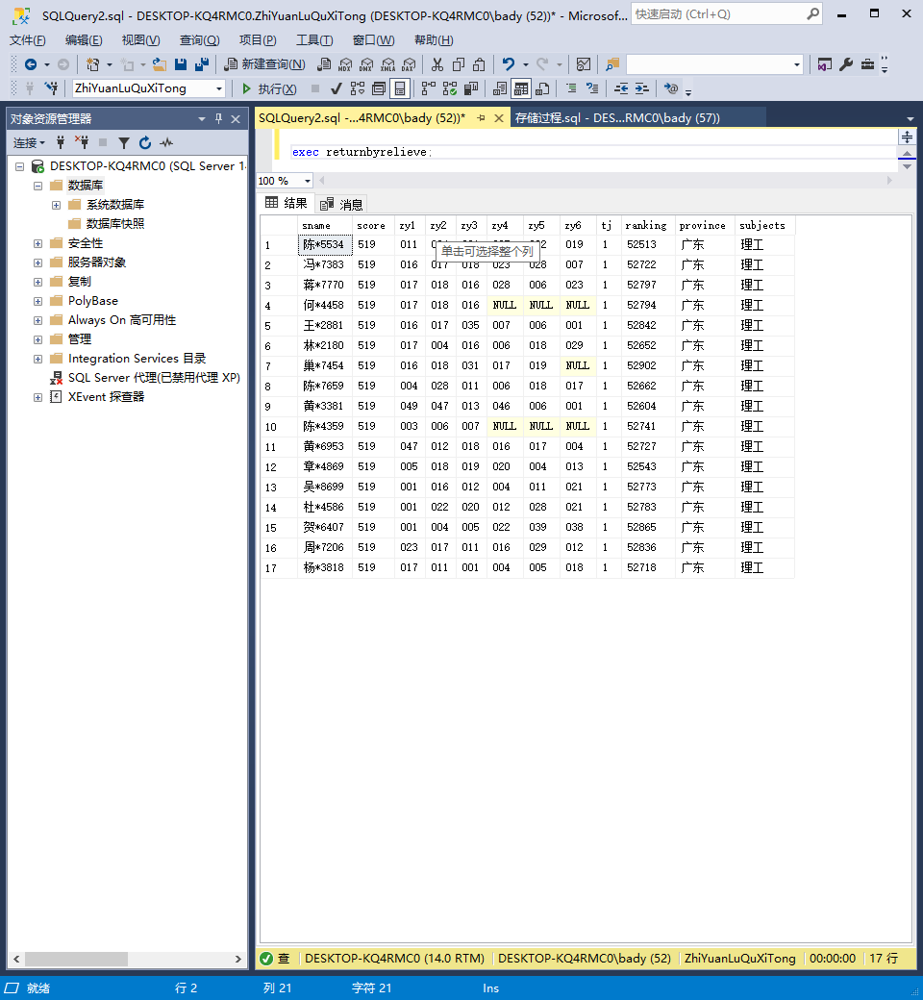 SQLQuery2.sql - DESKTOP-KQ4RMC0.ZhiYuanLuQuXiTong (DESKTOP-KQ4RMC0\bady (52))* - Microsof... 快速启动 (Ctrl+Q)
文件(F) 编辑(E) 视图(V) 查询(Q) 项目(P) 工具(T) 窗口(W) 帮助(H)
新建查询(N) MDX DMX XMLA DAX
ZhiYuanLuQuXiTong 执行(X)
对象资源管理器
连接
DESKTOP-KQ4RMC0 (SQL Server 14
数据库
系统数据库
数据库快照
安全性
服务器对象
复制
PolyBase
Always On 高可用性
管理
Integration Services 目录
SQL Server 代理(已禁用代理 XP)
XEvent 探查器
SQLQuery2.sql -...4RMC0\bady (52))* 存储过程.sql - DES...RMC0\bady (57))
exec returnbyrelieve;
100 %
结果 消息
sname score zy1 zy2 zy3 zy4 zy5 zy6 tj ranking province subjects
1 陈*5534 519 011 019 1 52513 广东 理工
单击可选择整个列
2 冯*7383 519 016 017 018 023 028 007 1 52722 广东 理工
3 蒋*7770 519 017 018 016 028 006 023 1 52797 广东 理工
4 何*4458 519 017 018 016 NULL NULL NULL 1 52794 广东 理工
5 王*2881 519 016 017 035 007 006 001 1 52842 广东 理工
6 林*2180 519 017 004 016 006 018 029 1 52652 广东 理工
7 巢*7454 519 016 018 031 017 019 NULL 1 52902 广东 理工
8 陈*7659 519 004 028 011 006 018 017 1 52662 广东 理工
9 黄*3381 519 049 047 013 046 006 001 1 52604 广东 理工
10 陈*4359 519 003 006 007 NULL NULL NULL 1 52741 广东 理工
11 黄*6953 519 047 012 018 016 017 004 1 52727 广东 理工
12 章*4869 519 005 018 019 020 004 013 1 52543 广东 理工
13 吴*8699 519 001 016 012 004 011 021 1 52773 广东 理工
14 杜*4586 519 001 022 020 012 028 021 1 52783 广东 理工
15 贺*6407 519 001 004 005 022 039 038 1 52865 广东 理工
16 周*7206 519 023 017 011 016 029 012 1 52836 广东 理工
17 杨*3818 519 017 011 001 004 005 018 1 52718 广东 理工
查 DESKTOP-KQ4RMC0 (14.0 RTM) DESKTOP-KQ4RMC0\bady (52) ZhiYuanLuQuXiTong 00:00:00 17 行
就绪 行 2 列 21 字符 21 Ins